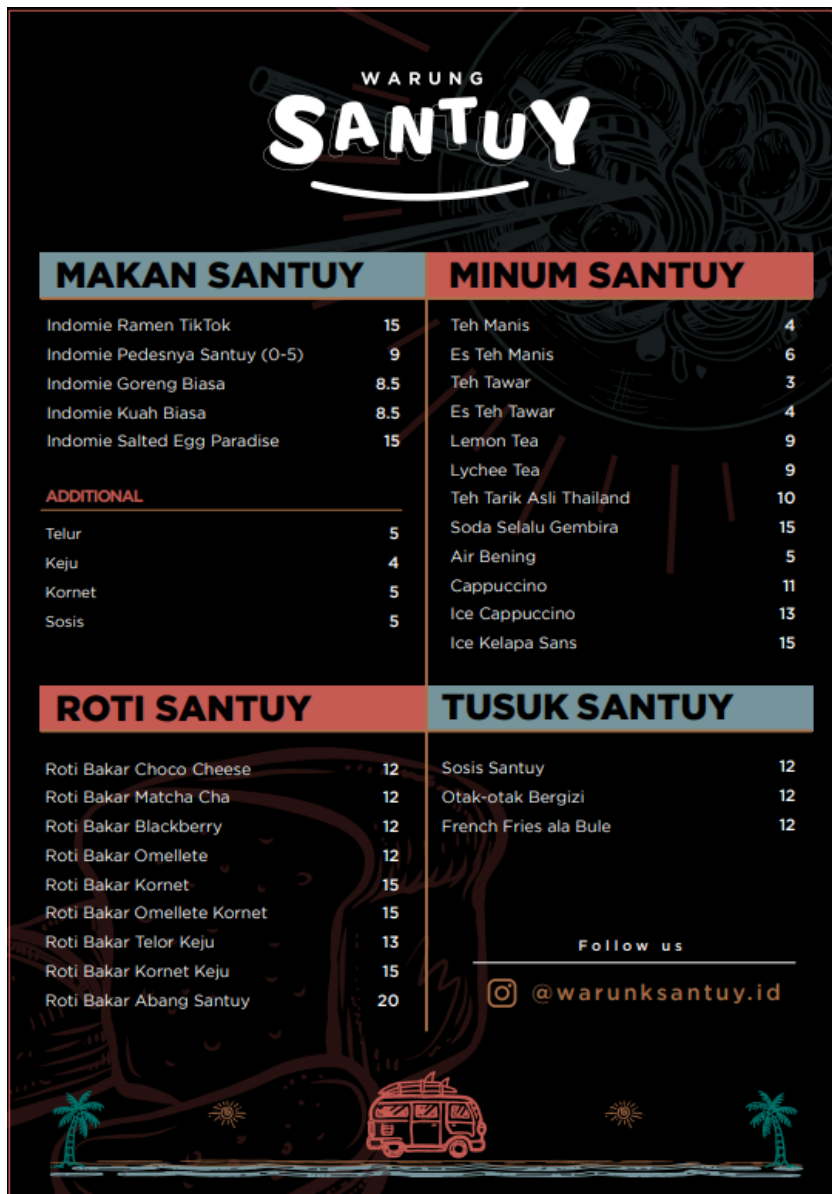 WARUNG
SANTUY
MAKAN SANTUY
Indomie Ramen TikTok 15
Indomie Pedesnya Santuy (0-5) 9
Indomie Goreng Biasa 8.5
Indomie Kuah Biasa 8.5
Indomie Salted Egg Paradise 15
ADDITIONAL
Telur 5
Keju 4
Kornet 5
Sosis 5
MINUM SANTUY
Teh Manis 4
Es Teh Manis 6
Teh Tawar 3
Es Teh Tawar 4
Lemon Tea 9
Lychee Tea 9
Teh Tarik Asli Thailand 10
Soda Selalu Gembira 15
Air Bening 5
Cappuccino 11
Ice Cappuccino 13
Ice Kelapa Sans 15
ROTI SANTUY
Roti Bakar Choco Cheese 12
Roti Bakar Matcha Cha 12
Roti Bakar Blackberry 12
Roti Bakar Omellete 12
Roti Bakar Kornet 15
Roti Bakar Omellete Kornet 15
Roti Bakar Telor Keju 13
Roti Bakar Kornet Keju 15
Roti Bakar Abang Santuy 20
TUSUK SANTUY
Sosis Santuy 12
Otak-otak Bergizi 12
French Fries ala Bule 12
Follow us
@warunksantuy.id